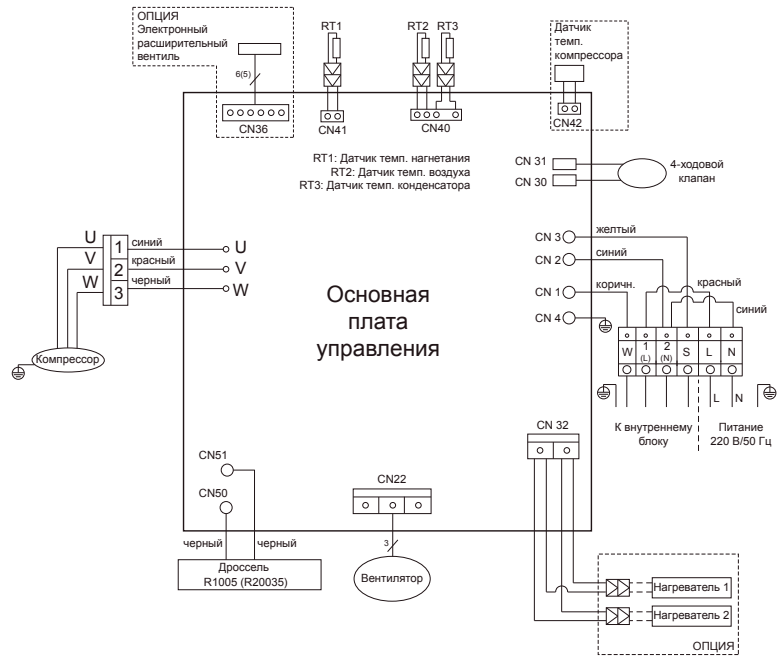 ОПЦИЯ
Электронный
расширительный
вентиль
6(5)
CN36
RT1
CN41
RT2 RT3
CN40
Датчик
темп.
компрессора
CN42
RT1: Датчик темп. нагнетания
RT2: Датчик темп. воздуха
RT3: Датчик темп. конденсатора
CN 31
CN 30
4-ходовой
клапан
U
V
W
1
2
3
синий
красный
черный
U
V
W
Компрессор
Основная
плата
управления
CN 3
желтый
CN 2
синий
CN 1
коричн.
CN 4
красный
синий
W
1
(L)
2
(N)
S
L
N
L
N
К внутреннему
блоку
Питание
220 В/50 Гц
CN51
CN50
черный
черный
Дроссель
R1005 (R20035)
CN22
3
Вентилятор
CN 32
Нагреватель 1
Нагреватель 2
ОПЦИЯ